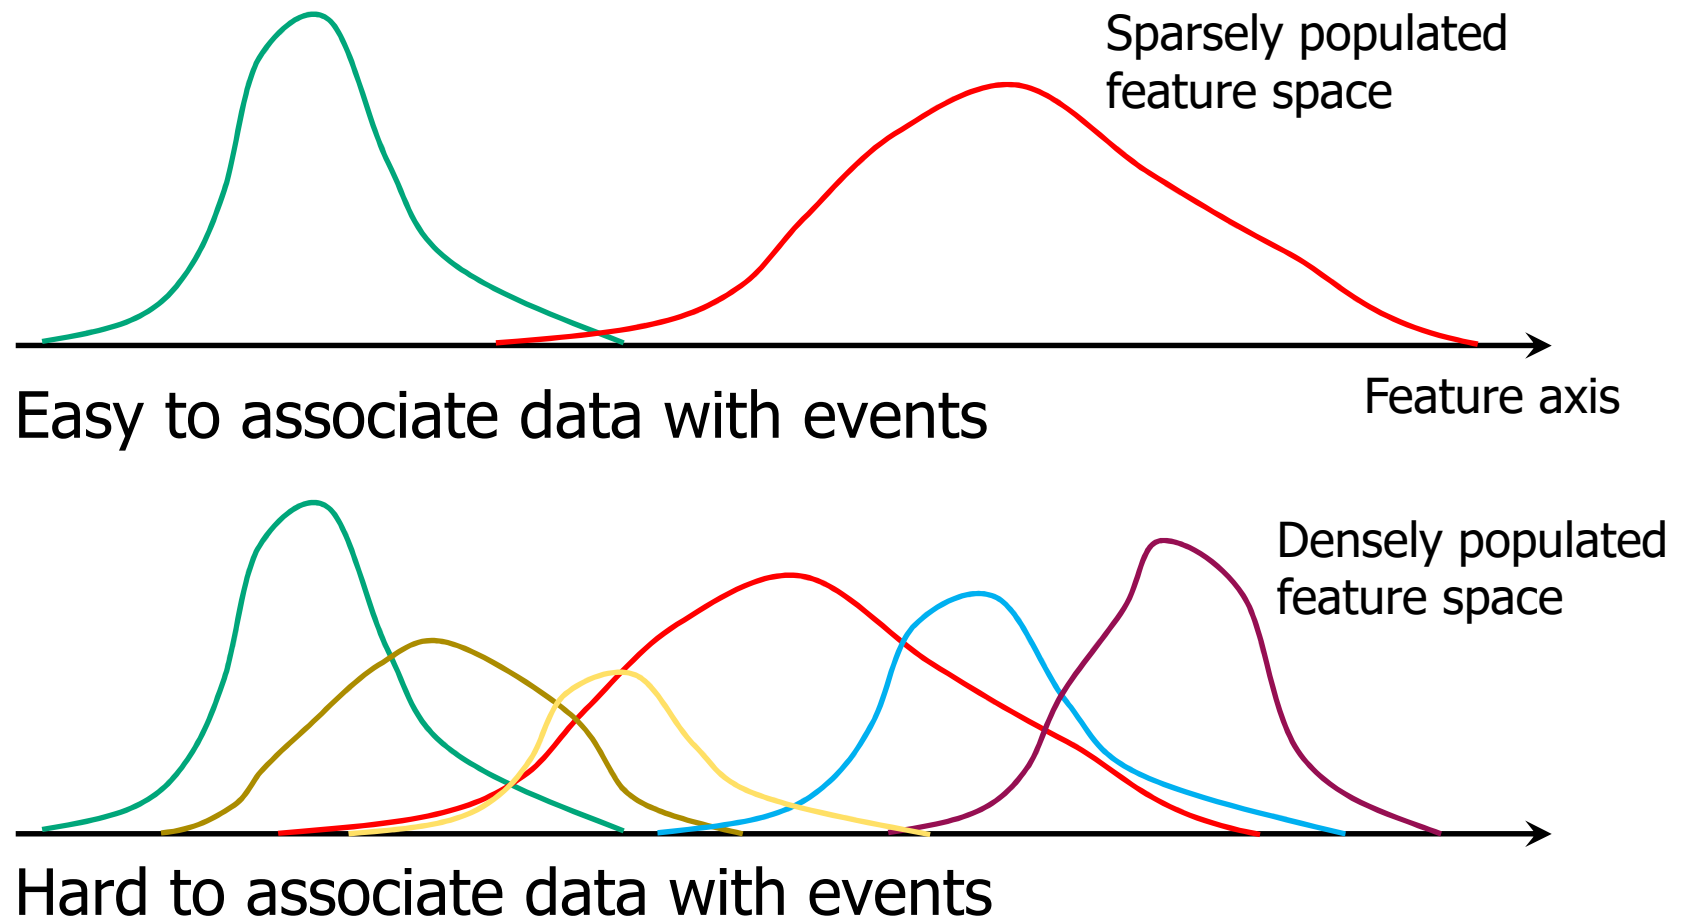 Sparsely populated
feature space
Feature axis
Easy to associate data with events
Densely populated
feature space
Hard to associate data with events